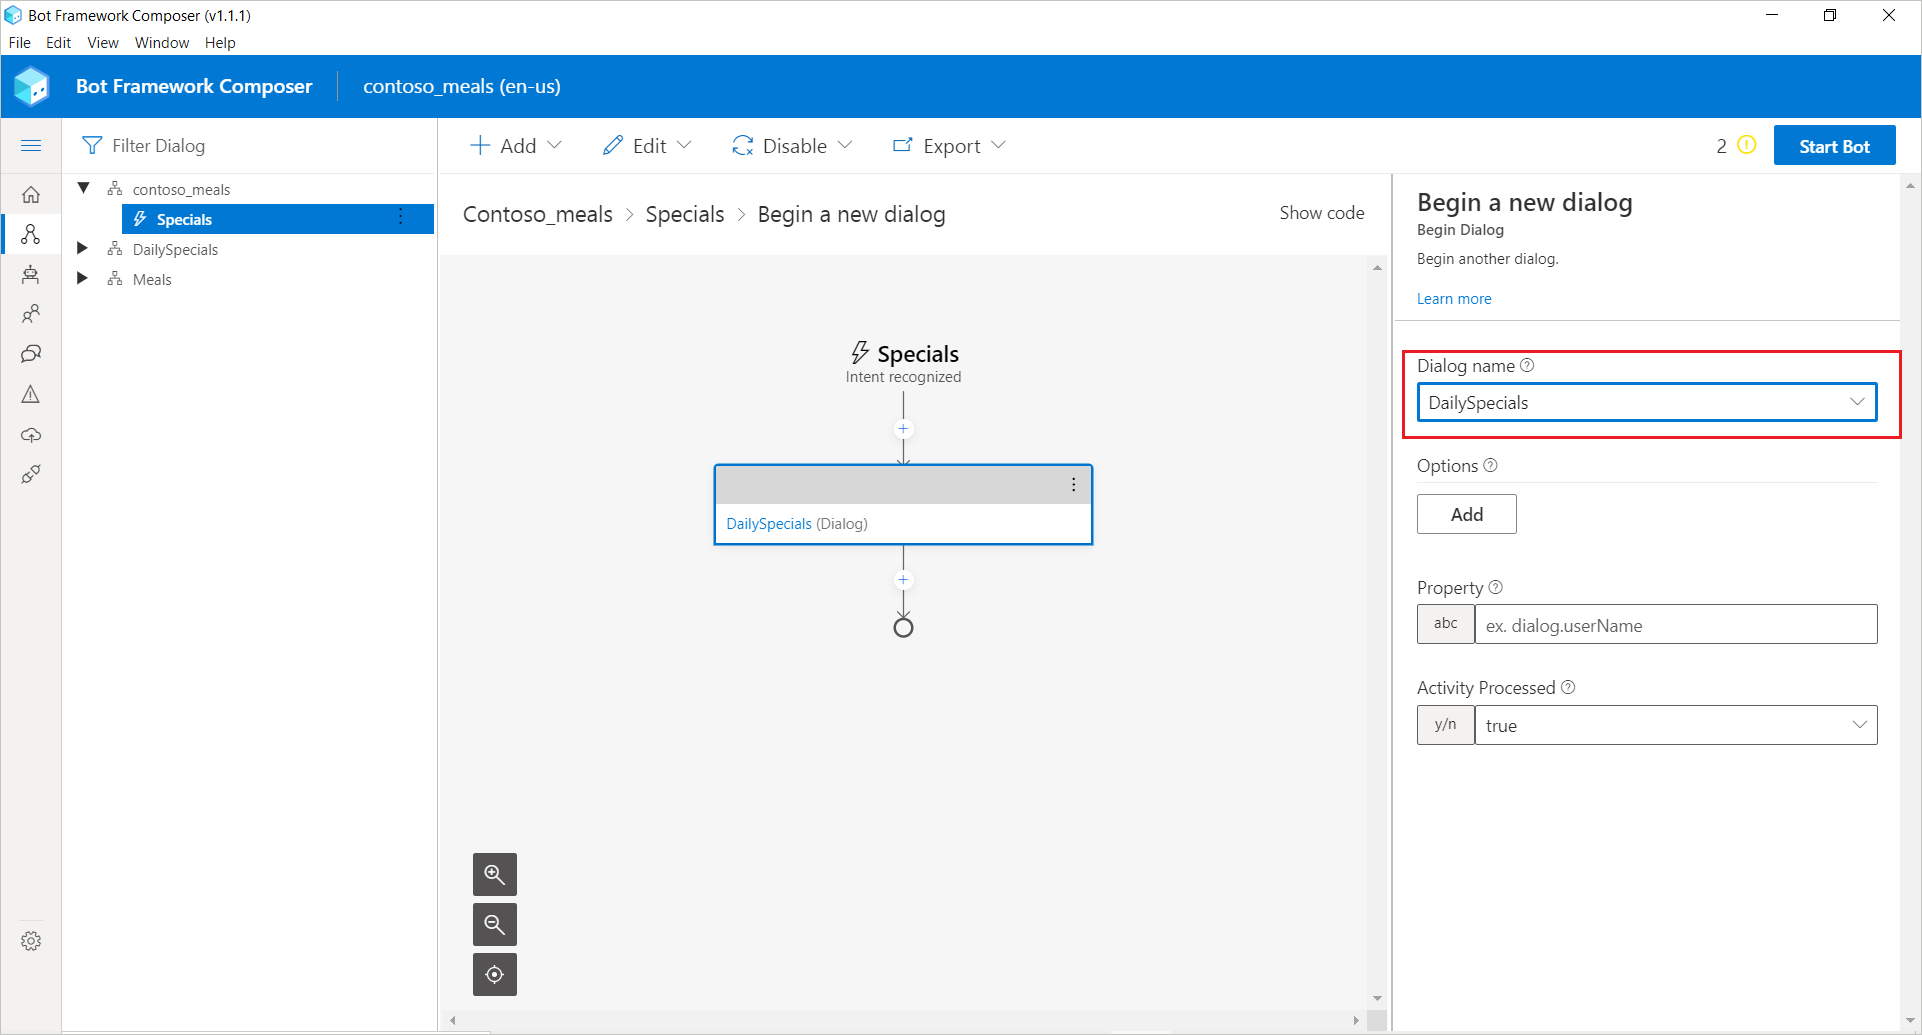 Bot Framework Composer (v1.1.1)
File Edit View Window Help
Bot Framework Composer contoso_meals (en-us)
Filter Dialog
contoso_meals
Specials
DailySpecials
Meals
Add Edit Disable Export 2 Start Bot
Contoso_meals > Specials > Begin a new dialog Show code
Specials
Intent recognized
DailySpecials (Dialog)
Begin a new dialog
Begin Dialog
Begin another dialog.
Learn more
Dialog name
DailySpecials
Options
Add
Property
abc ex. dialog.userName
Activity Processed
y/n true